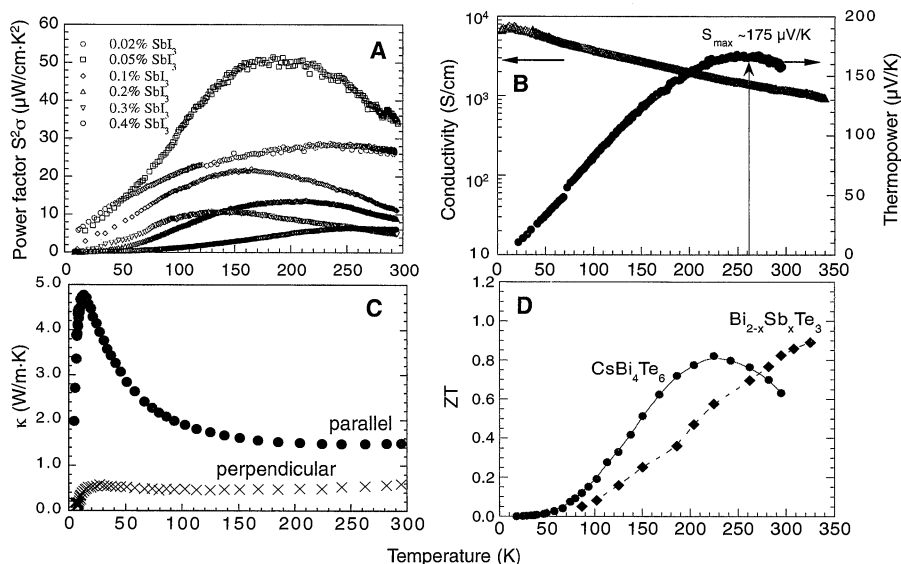 A
0.02% SbI3
0.05% SbI3
0.1% SbI3
0.2% SbI3
0.3% SbI3
0.4% SbI3
Power factor S²σ (μW/cm·K²)
60
50
40
30
20
10
0
0 50 100 150 200 250 300
B
Smax ~175 μV/K
Conductivity (S/cm)
10⁴
10³
10²
10
Thermopower (μV/K)
200
150
100
50
0
0 50 100 150 200 250 300 350
C
κ (W/m·K)
5.0
4.0
3.0
2.0
1.0
0.0
parallel
perpendicular
0 50 100 150 200 250 300
D
Bi2-xSbxTe3
CsBi4Te6
ZT
1.2
1.0
0.8
0.6
0.4
0.2
0.0
0 50 100 150 200 250 300 350
Temperature (K)